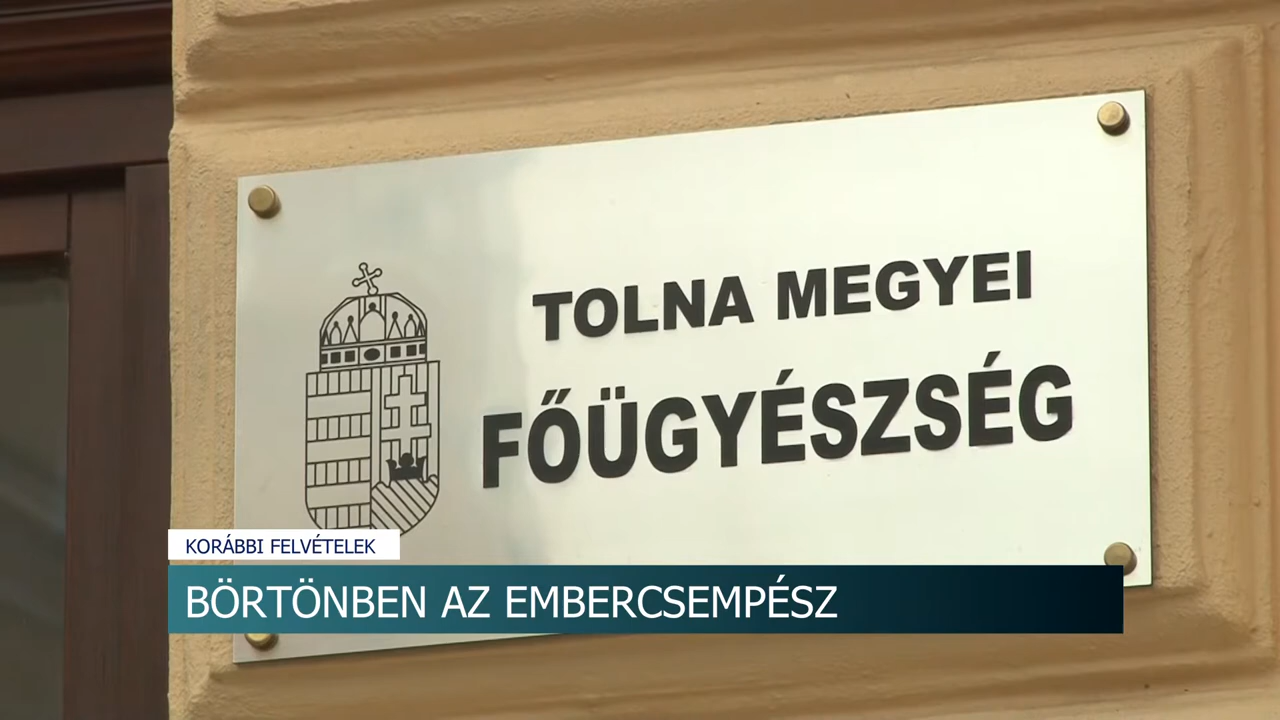 TOLNA MEGYEI
FŐÜGYÉSZSÉG
KORÁBBI FELVÉTELEK
BÖRTÖNBEN AZ EMBERCSEMPÉSZ